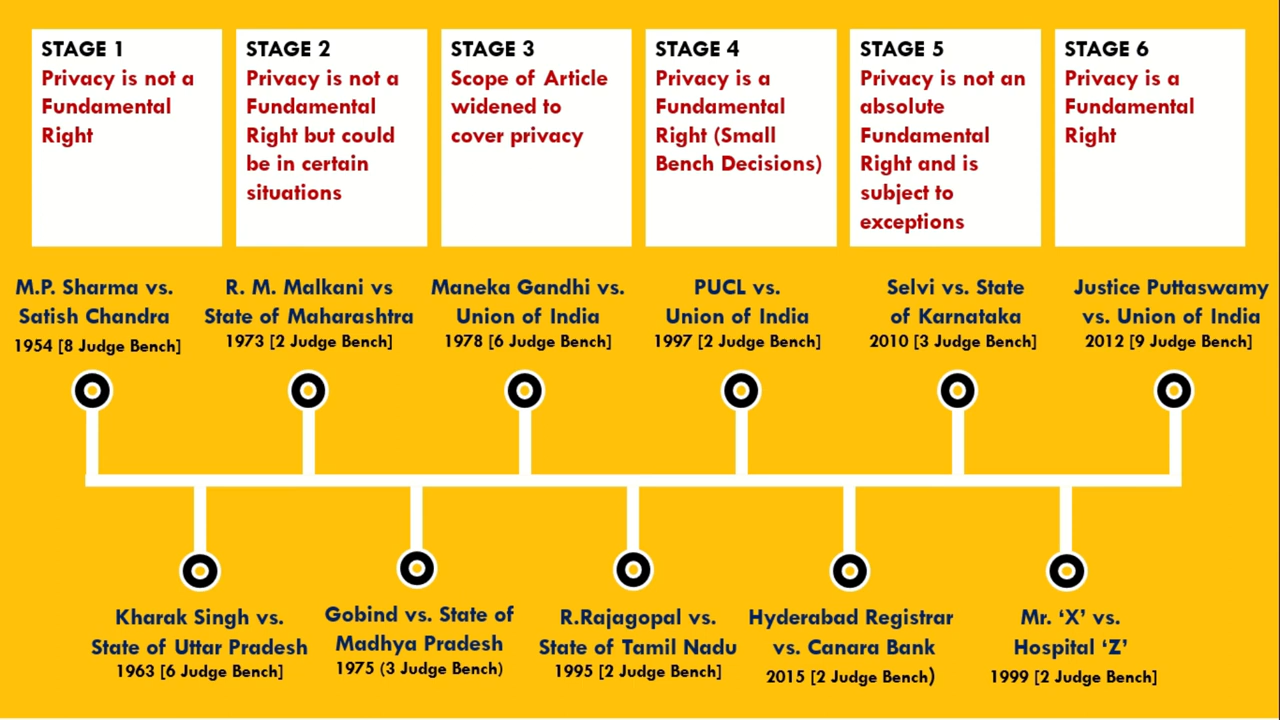 STAGE 1
Privacy is not a
Fundamental
Right
STAGE 2
Privacy is not a
Fundamental
Right but could
be in certain
situations
STAGE 3
Scope of Article
widened to
cover privacy
STAGE 4
Privacy is a
Fundamental
Right (Small
Bench Decisions)
STAGE 5
Privacy is not an
absolute
Fundamental
Right and is
subject to
exceptions
STAGE 6
Privacy is a
Fundamental
Right
M.P. Sharma vs.
Satish Chandra
1954 [8 Judge Bench]
R. M. Malkani vs
State of Maharashtra
1973 [2 Judge Bench]
Maneka Gandhi vs.
Union of India
1978 [6 Judge Bench]
PUCL vs.
Union of India
1997 [2 Judge Bench]
Selvi vs. State
of Karnataka
2010 [3 Judge Bench]
Justice Puttaswamy
vs. Union of India
2012 [9 Judge Bench]
Kharak Singh vs.
State of Uttar Pradesh
1963 [6 Judge Bench]
Gobind vs. State of
Madhya Pradesh
1975 (3 Judge Bench)
R.Rajagopal vs.
State of Tamil Nadu
1995 [2 Judge Bench]
Hyderabad Registrar
vs. Canara Bank
2015 [2 Judge Bench)
Mr. ‘X’ vs.
Hospital ‘Z’
1999 [2 Judge Bench]